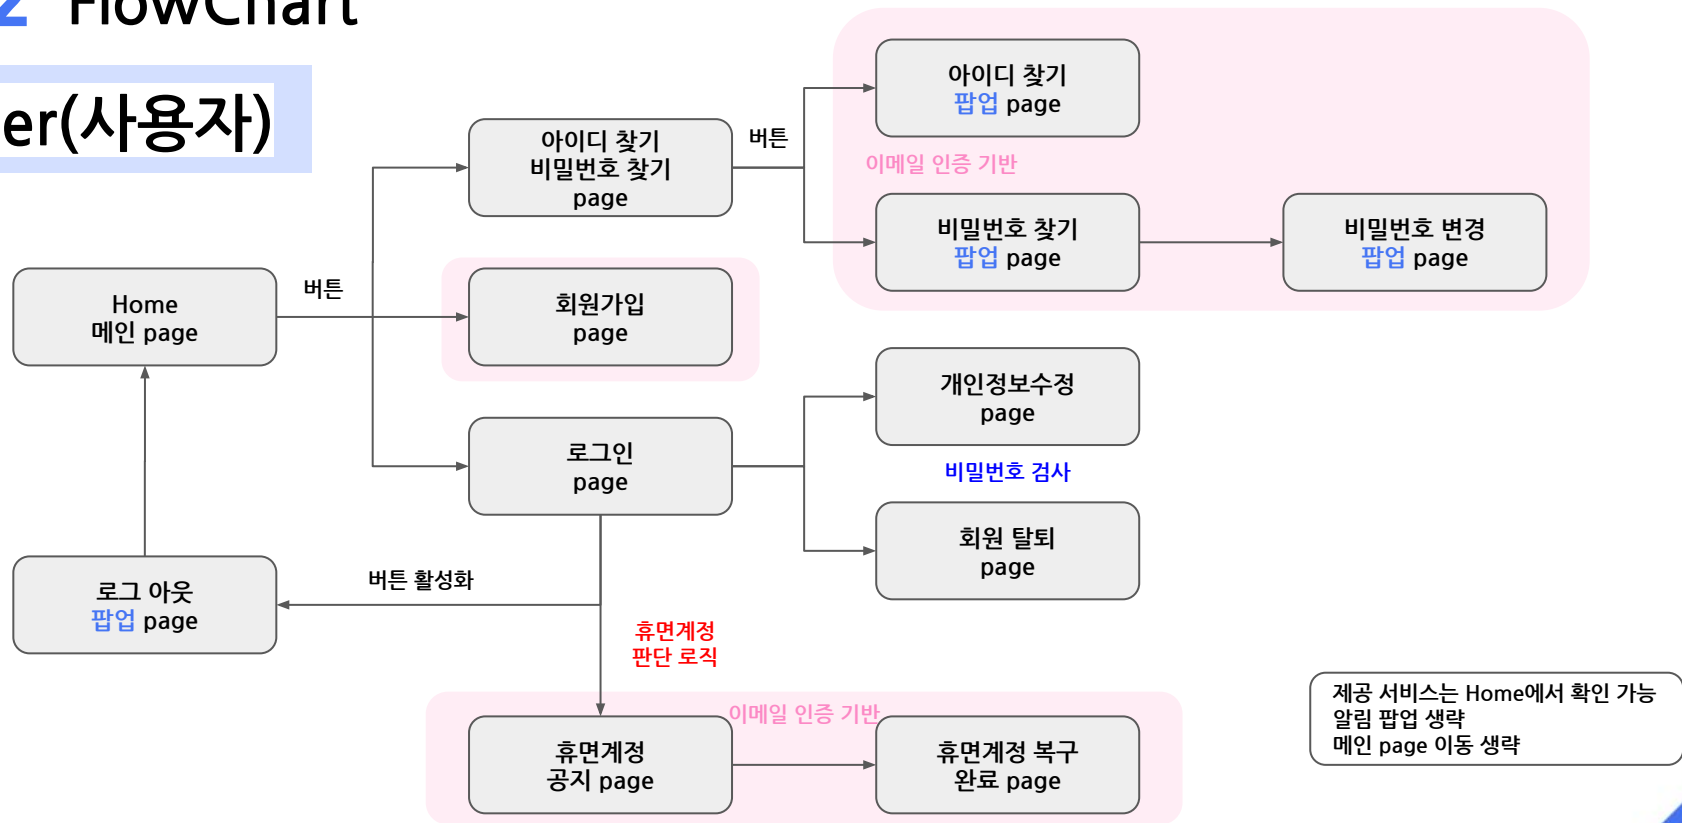 2 FlowChart
er(사용자)
아이디 찾기
팝업 page
아이디 찾기
비밀번호 찾기
page
버튼
이메일 인증 기반
비밀번호 찾기
팝업 page
비밀번호 변경
팝업 page
Home
메인 page
버튼
회원가입
page
개인정보수정
page
로그인
page
비밀번호 검사
회원 탈퇴
page
로그 아웃
팝업 page
버튼 활성화
휴면계정
판단 로직
이메일 인증 기반
휴면계정
공지 page
휴면계정 복구
완료 page
제공 서비스는 Home에서 확인 가능
알림 팝업 생략
메인 page 이동 생략